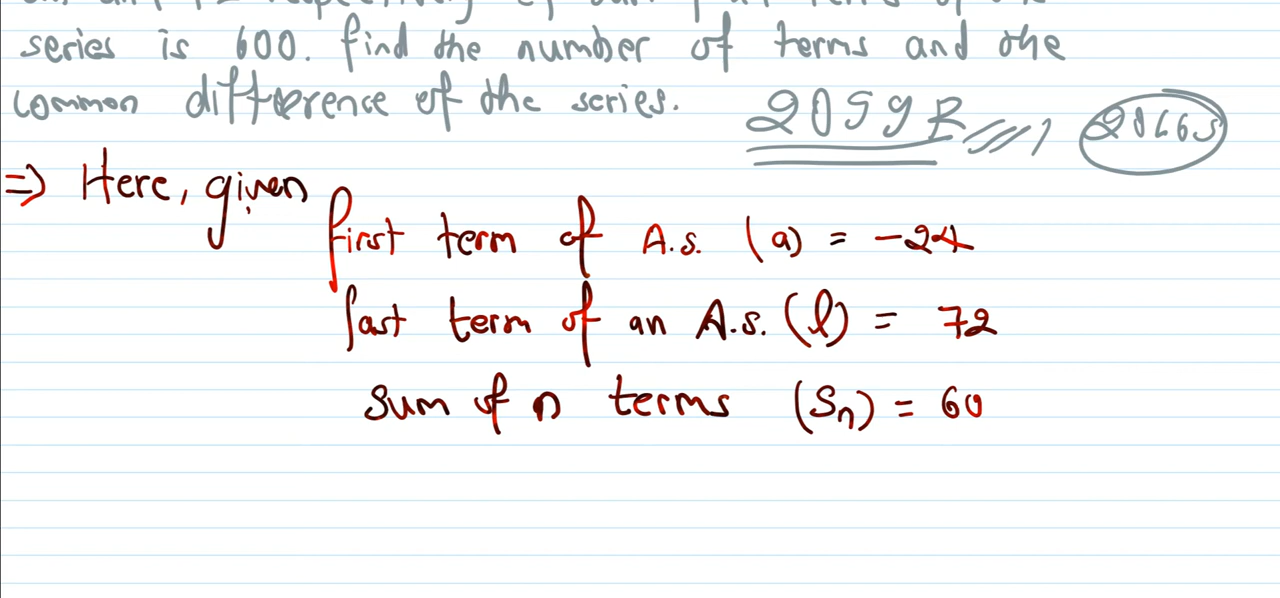 series is 600. find the number of terms and the
common difference of the series. 2059 R 2066 S
=> Here, given
first term of A.s. (a) = -24
last term of an A.s. (l) = 72
sum of n terms (Sn) = 60